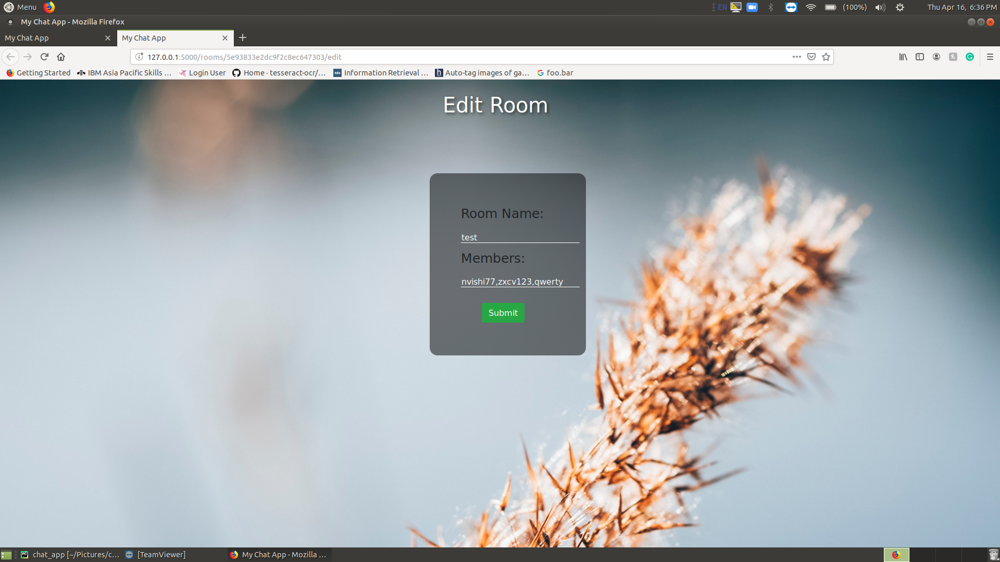 Menu
EN
(100%)
Thu Apr 16, 6:36 PM
My Chat App - Mozilla Firefox
My Chat App
My Chat App
127.0.0.1:5000/rooms/5e93833e2dc9f2c8ec647303/edit
Getting Started
IBM Asia Pacific Skills ...
Login User
Home · tesseract-ocr/...
tds
Information Retrieval ...
h
Auto-tag images of ga...
foo.bar
Edit Room
Room Name:
test
Members:
nvishi77,zxcv123,qwerty
Submit
PC
chat_app [~/Pictures/c...
[TeamViewer]
My Chat App - Mozilla ...